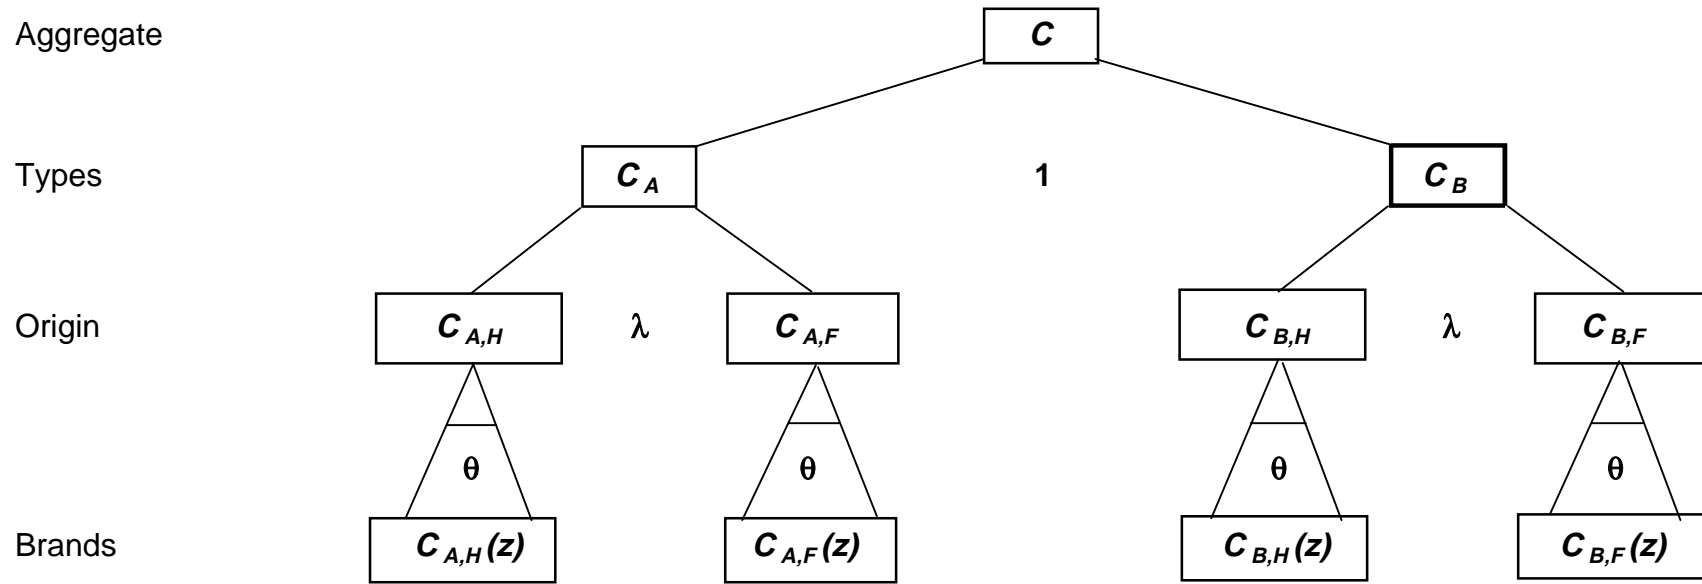 Aggregate C
Types C A 1 C B
Origin C A,H λ C A,F C B,H λ C B,F
θ θ θ θ
Brands C A,H (z) C A,F (z) C B,H (z) C B,F (z)